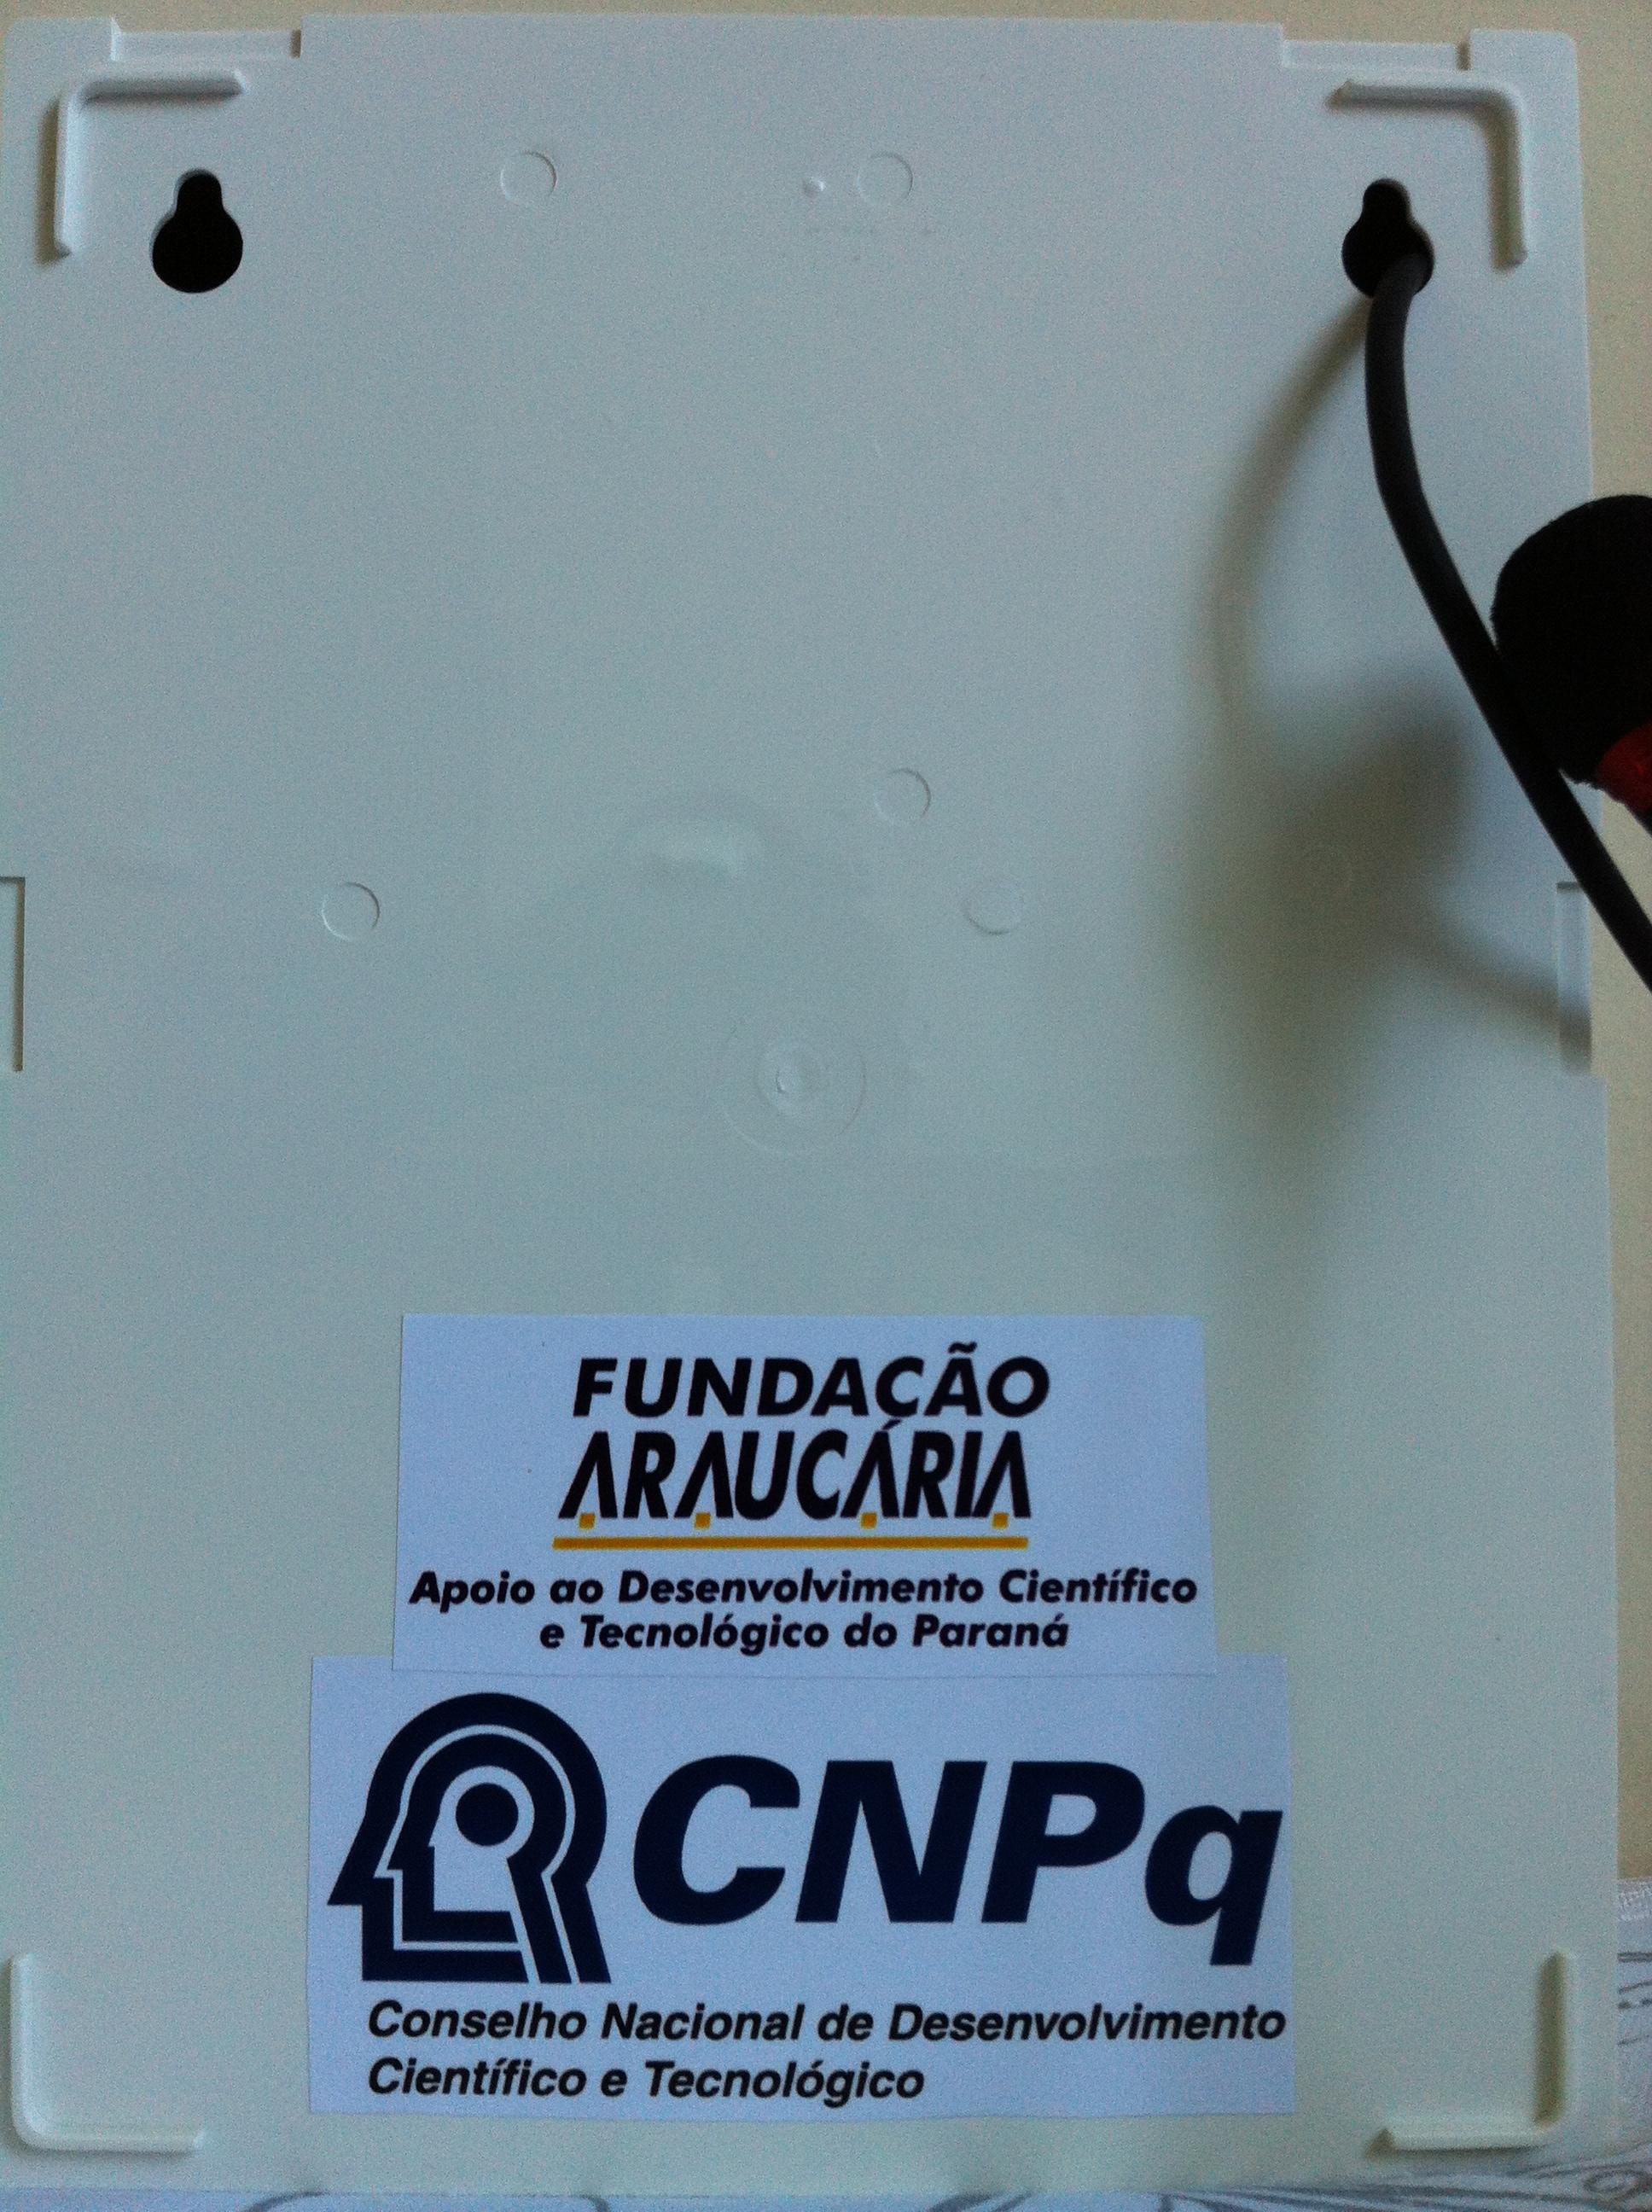 FUNDAÇÃO
ARAUCÁRIA
Apoio ao Desenvolvimento Científico
e Tecnológico do Paraná
CNPq
Conselho Nacional de Desenvolvimento
Científico e Tecnológico